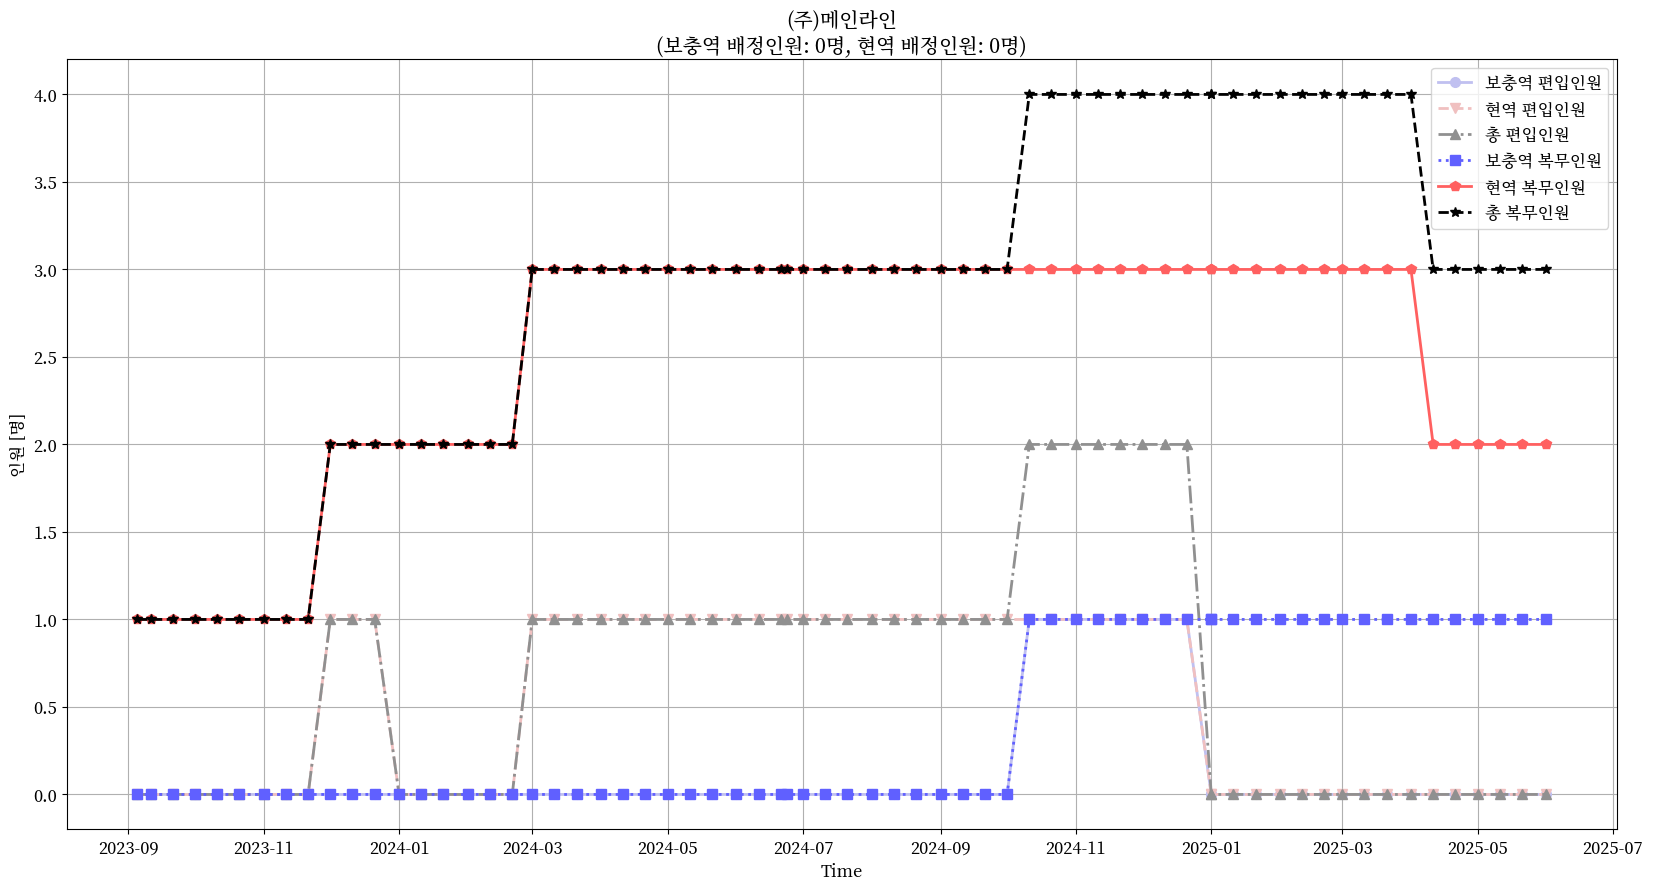 (주)메인라인
(보충역 배정인원: 0명, 현역 배정인원: 0명)
인원 [명]
4.0
3.5
3.0
2.5
2.0
1.5
1.0
0.5
0.0
보충역 편입인원
현역 편입인원
총 편입인원
보충역 복무인원
현역 복무인원
총 복무인원
2023-09
2023-11
2024-01
2024-03
2024-05
2024-07
2024-09
2024-11
2025-01
2025-03
2025-05
2025-07
Time